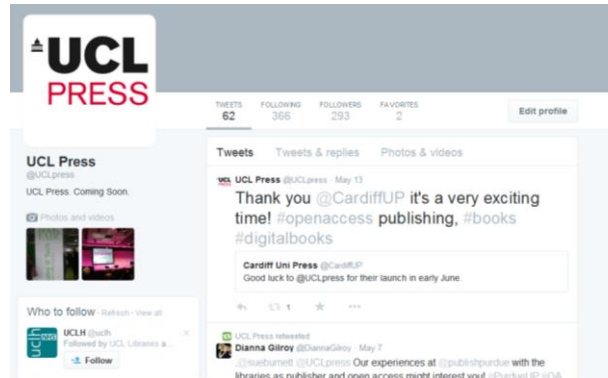 UCL
PRESS
TWEETS FOLLOWING FOLLOWERS FAVORITES
62 366 293 2
Edit profile
UCL Press
@UCLpress
UCL Press. Coming Soon.
Photos and videos
Who to follow · Refresh · View all
UCLH @uclh
Followed by UCL Libraries a...
Follow
Tweets Tweets & replies Photos & videos
UCL Press @UCLpress · May 13
Thank you @CardiffUP it's a very exciting
time! #openaccess publishing, #books
#digitalbooks
Cardiff Uni Press @CardiffUP
Good luck to @UCLpress for their launch in early June.
1
UCL Press retweeted
Dianna Gilroy @DiannaGilroy · May 7
.@sueburnett @UCLpress Our experiences at @publishpurdue with the
libraries as publisher and open access might interest you! #PurdueUP #OA